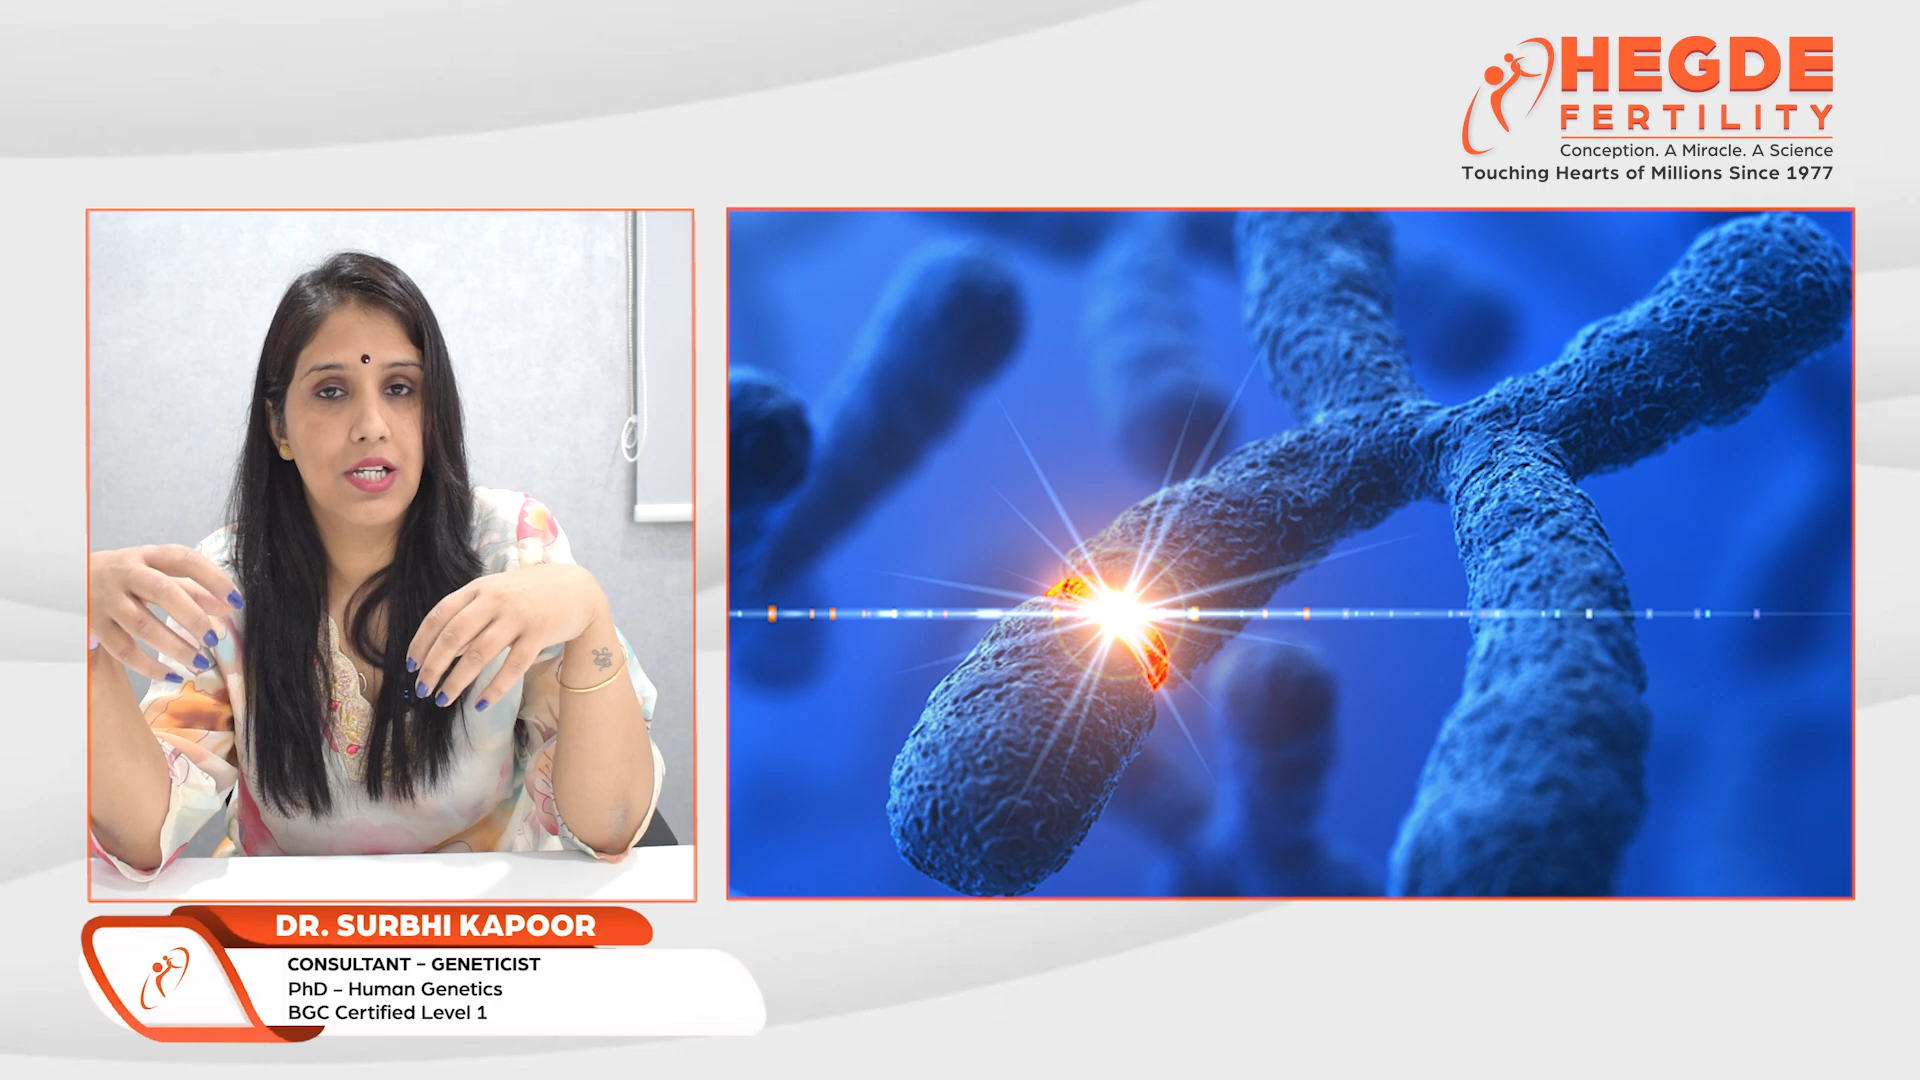 HEGDE
FERTILITY
Conception. A Miracle. A Science
Touching Hearts of Millions Since 1977
DR. SURBHI KAPOOR
CONSULTANT - GENETICIST
PhD - Human Genetics
BGC Certified Level 1